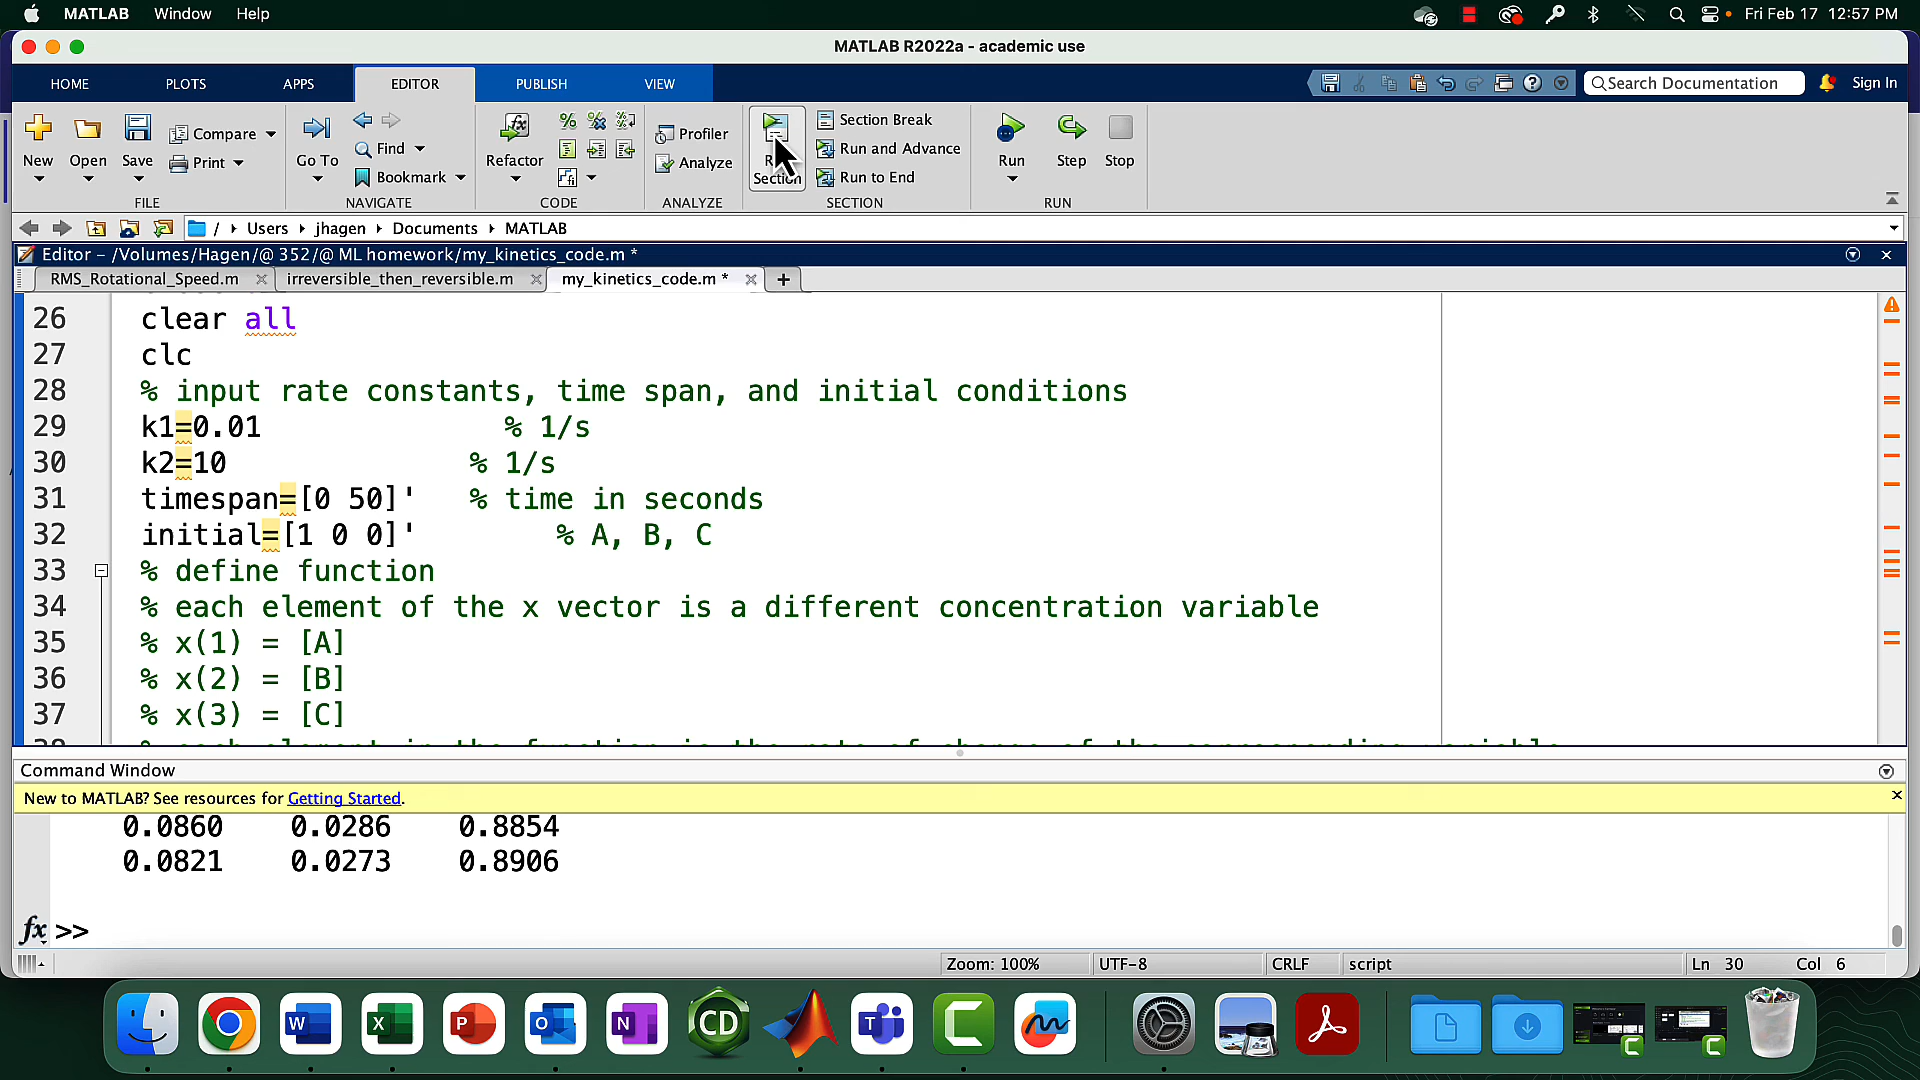 MATLAB Window Help
Fri Feb 17 12:57 PM
MATLAB R2022a - academic use
HOME PLOTS APPS EDITOR PUBLISH VIEW
Search Documentation Sign In
New Open Save Compare Print
FILE
Go To Find Bookmark
NAVIGATE
Refactor
CODE
Profiler
Analyze
ANALYZE
Section
Section Break
Run and Advance
Run to End
SECTION
Run Step Stop
RUN
/ Users jhagen Documents MATLAB
Editor - /Volumes/Hagen/@ 352/@ ML homework/my_kinetics_code.m *
RMS_Rotational_Speed.m irreversible_then_reversible.m my_kinetics_code.m * +
26 clear all
27 clc
28 % input rate constants, time span, and initial conditions
29 k1=0.01 % 1/s
30 k2=10 % 1/s
31 timespan=[0 50]' % time in seconds
32 initial=[1 0 0]' % A, B, C
33 % define function
34 % each element of the x vector is a different concentration variable
35 % x(1) = [A]
36 % x(2) = [B]
37 % x(3) = [C]
Command Window
New to MATLAB? See resources for Getting Started.
0.0860 0.0286 0.8854
0.0821 0.0273 0.8906
fx >>
Zoom: 100% UTF-8 CRLF script Ln 30 Col 6
W X P O N CD T C